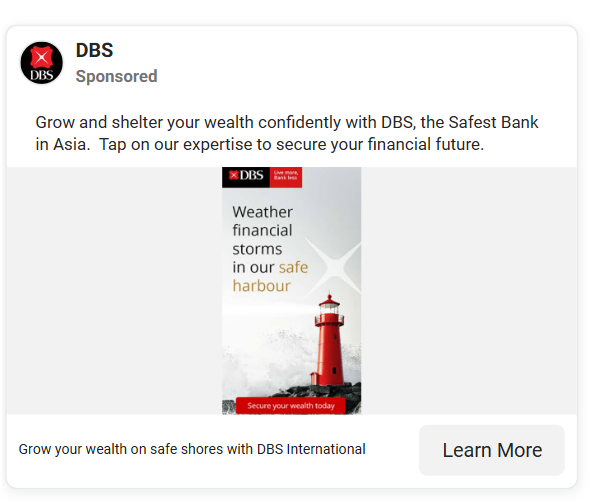 DBS
DBS
Sponsored
Grow and shelter your wealth confidently with DBS, the Safest Bank
in Asia.  Tap on our expertise to secure your financial future.
DBS
Live more,
Bank less
Weather
financial
storms
in our safe
harbour
Secure your wealth today
Grow your wealth on safe shores with DBS International
Learn More